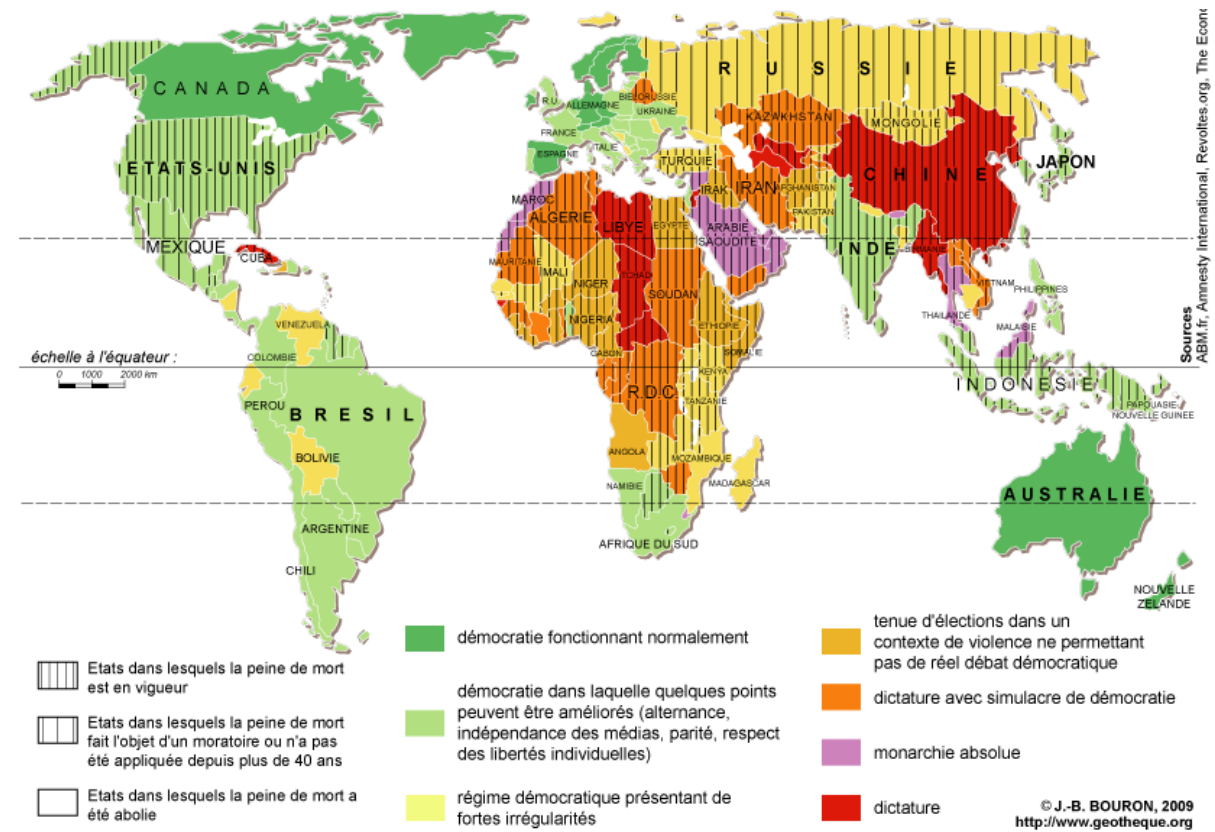 CANADA
ETATS-UNIS
MEXIQUE
CUBA
VENEZUELA
COLOMBIE
PEROU
BRESIL
BOLIVIE
ARGENTINE
CHILI
échelle à l'équateur :
0 1000 2000 km
R.U.
ALLEMAGNE
BIELORUSSIE
UKRAINE
FRANCE
ITALIE
ESPAGNE
TURQUIE
RUSSIE
KAZAKHSTAN
MONGOLIE
CHINE
JAPON
MAROC
ALGERIE
LIBYE
EGYPTE
IRAK
IRAN
AFGHANISTAN
PAKISTAN
ARABIE
SAOUDITE
INDE
BIRMANIE
MAURITANIE
MALI
NIGER
TCHAD
SOUDAN
NIGERIA
ETHIOPIE
SOMALIE
GABON
R.D.C.
KENYA
TANZANIE
ANGOLA
MOZAMBIQUE
NAMIBIE
MADAGASCAR
AFRIQUE DU SUD
VIETNAM
PHILIPPINES
THAILANDE
MALAISIE
INDONESIE
PAPOUASIE
NOUVELLE GUINEE
AUSTRALIE
NOUVELLE
ZELANDE
Sources
ABM.fr, Amnesty International, Revoltes.org, The
Etats dans lesquels la peine de mort
est en vigueur
Etats dans lesquels la peine de mort
fait l'objet d'un moratoire ou n'a pas
été appliquée depuis plus de 40 ans
Etats dans lesquels la peine de mort a
été abolie
démocratie fonctionnant normalement
démocratie dans laquelle quelques points
peuvent être améliorés (alternance,
indépendance des médias, parité, respect
des libertés individuelles)
régime démocratique présentant de
fortes irrégularités
tenue d'élections dans un
contexte de violence ne permettant
pas de réel débat démocratique
dictature avec simulacre de démocratie
monarchie absolue
dictature
© J.-B. BOURON, 2009
http://www.geotheque.org